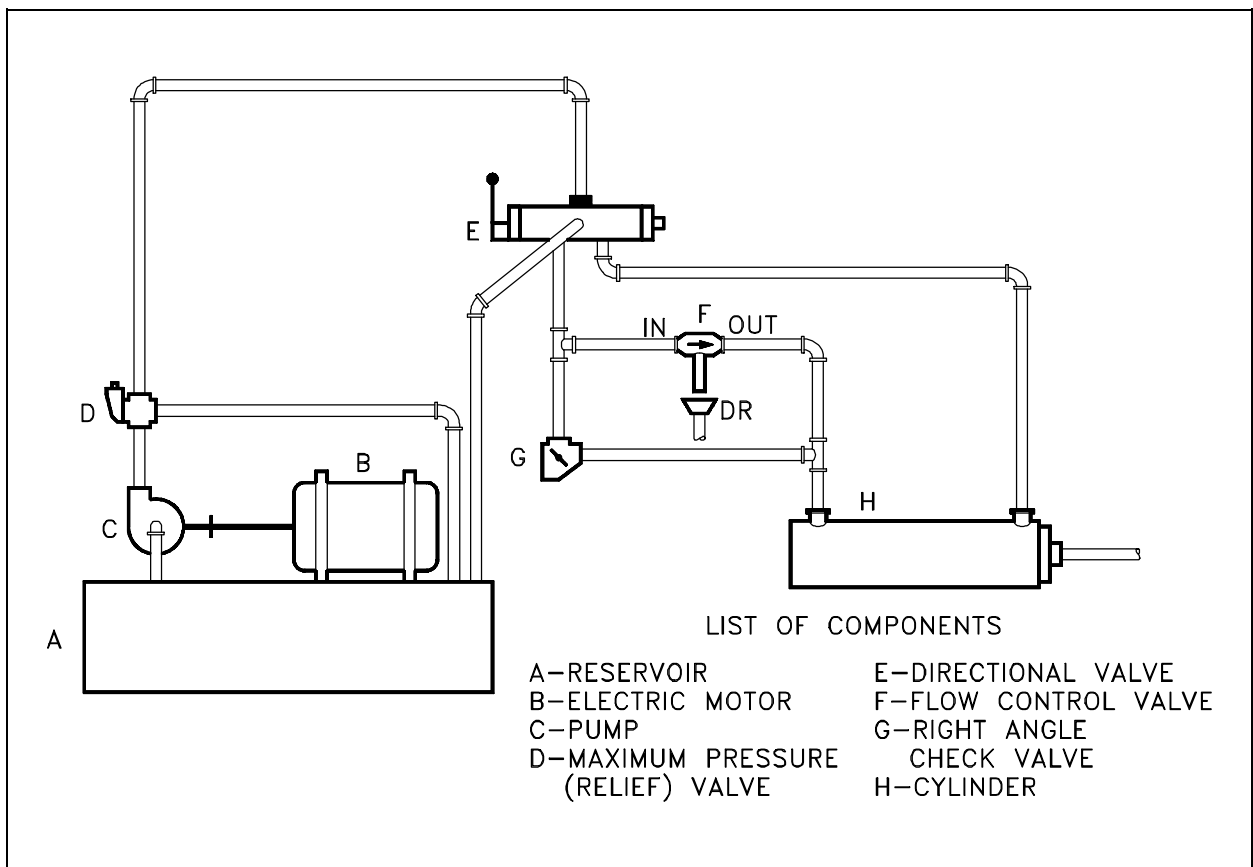 E
F
IN
OUT
D
DR
G
B
C
H
A
LIST OF COMPONENTS
A–RESERVOIR
B–ELECTRIC MOTOR
C–PUMP
D–MAXIMUM PRESSURE
(RELIEF) VALVE
E–DIRECTIONAL VALVE
F–FLOW CONTROL VALVE
G–RIGHT ANGLE
CHECK VALVE
H–CYLINDER